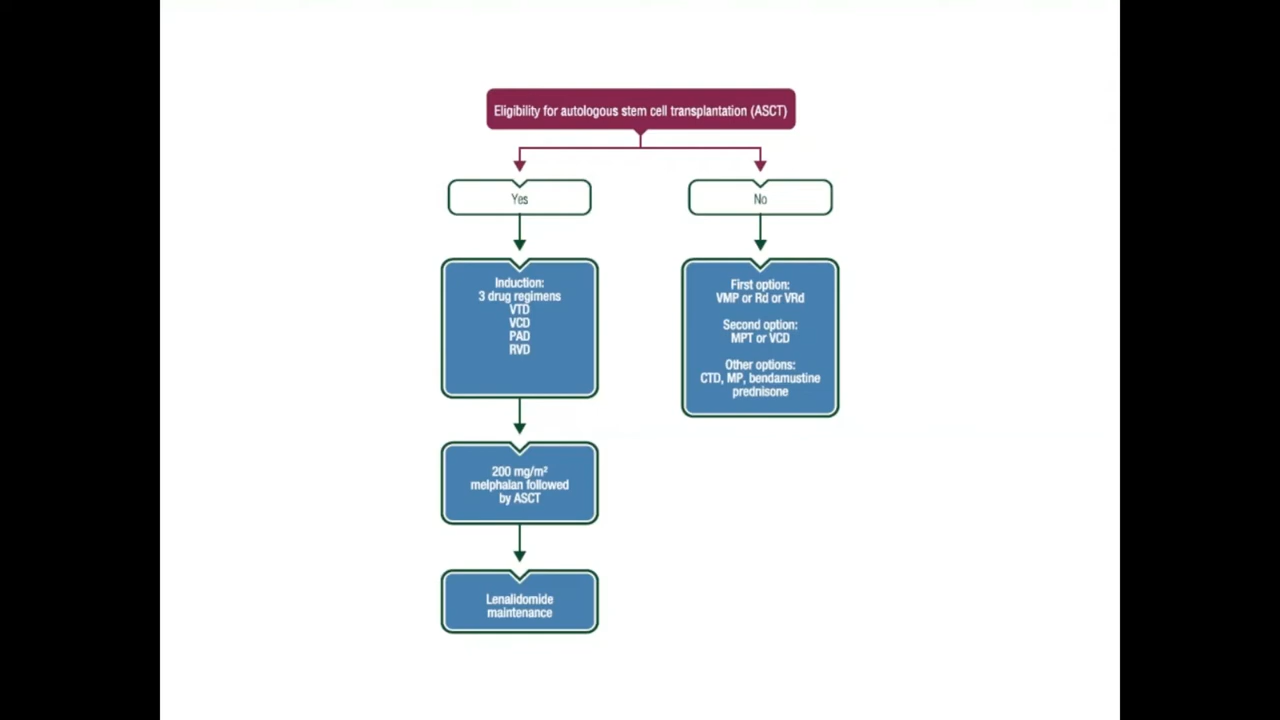 Eligibility for autologous stem cell transplantation (ASCT)
Yes
No
Induction:
3 drug regimens
VTD
VCD
PAD
RVD
First option:
VMP or Rd or VRd
Second option:
MPT or VCD
Other options:
CTD, MP, bendamustine
prednisone
200 mg/m²
melphalan followed
by ASCT
Lenalidomide
maintenance